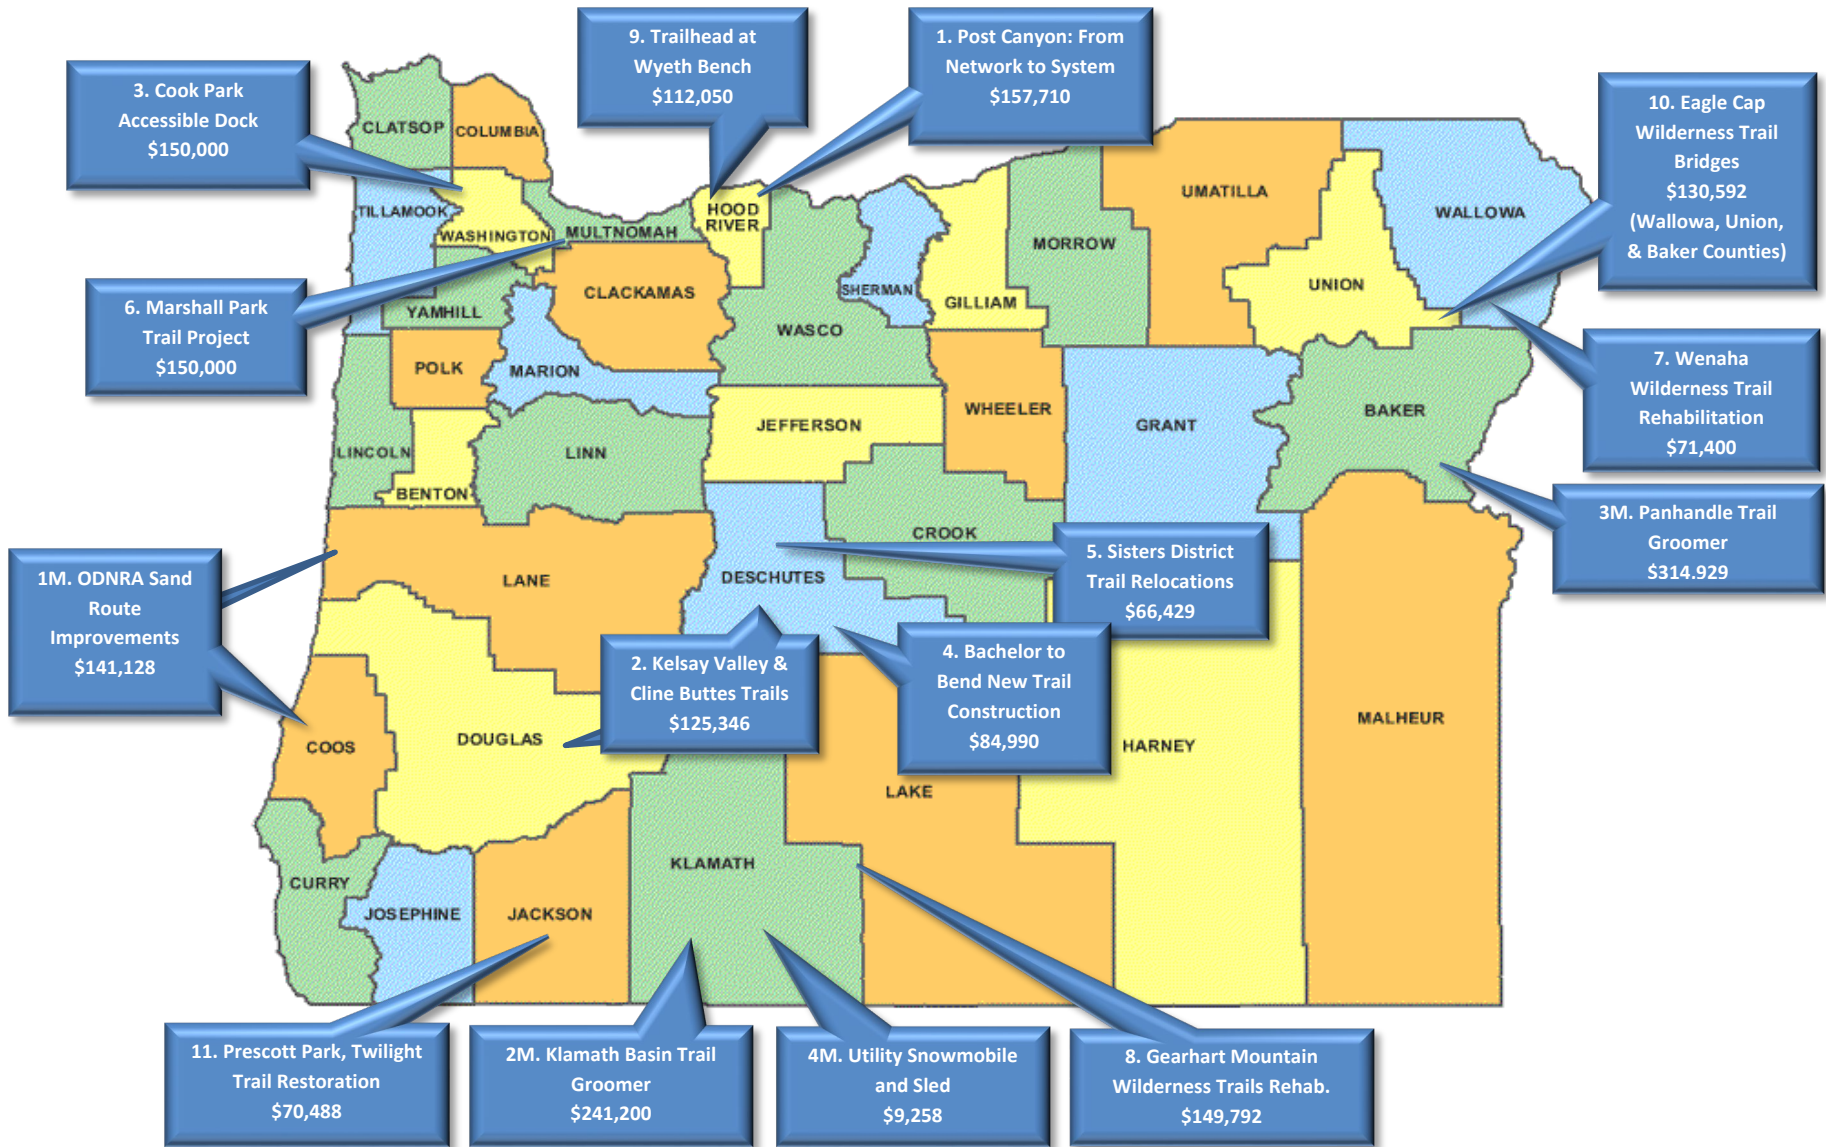 9. Trailhead at
Wyeth Bench
$112,050
1. Post Canyon: From
Network to System
$157,710
3. Cook Park
Accessible Dock
$150,000
10. Eagle Cap
Wilderness Trail
Bridges
$130,592
(Wallowa, Union,
& Baker Counties)
CLATSOP
COLUMBIA
TILLAMOOK
WASHINGTON
MULTNOMAH
HOOD
RIVER
UMATILLA
WALLOWA
MORROW
UNION
SHERMAN
GILLIAM
CLACKAMAS
YAMHILL
WASCO
6. Marshall Park
Trail Project
$150,000
7. Wenaha
Wilderness Trail
Rehabilitation
$71,400
POLK
MARION
WHEELER
GRANT
BAKER
JEFFERSON
LINCOLN
LINN
BENTON
CROOK
3M. Panhandle Trail
Groomer
$314.929
5. Sisters District
Trail Relocations
$66,429
1M. ODNRA Sand
Route
Improvements
$141,128
LANE
DESCHUTES
2. Kelsay Valley &
Cline Buttes Trails
$125,346
4. Bachelor to
Bend New Trail
Construction
$84,990
COOS
DOUGLAS
HARNEY
MALHEUR
LAKE
KLAMATH
CURRY
JOSEPHINE
JACKSON
11. Prescott Park, Twilight
Trail Restoration
$70,488
2M. Klamath Basin Trail
Groomer
$241,200
4M. Utility Snowmobile
and Sled
$9,258
8. Gearhart Mountain
Wilderness Trails Rehab.
$149,792